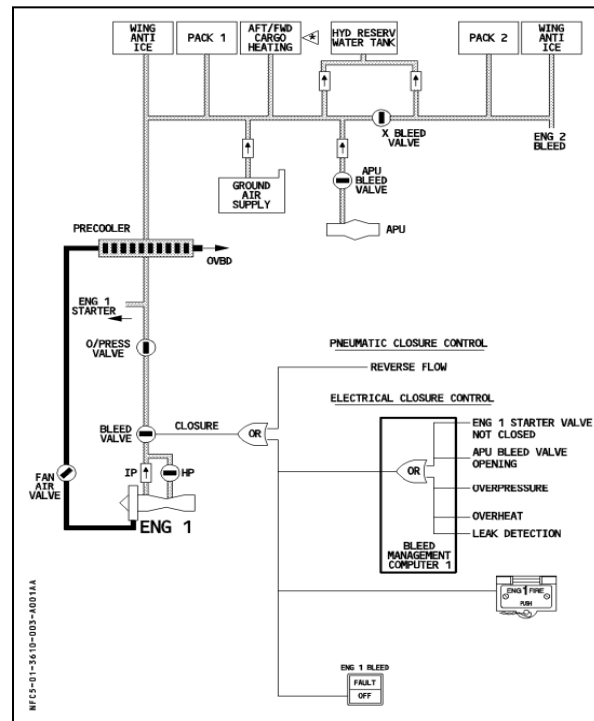 WING
ANTI
ICE
PACK 1
AFT/FWD
CARGO
HEATING
*
HYD RESERV
WATER TANK
PACK 2
WING
ANTI
ICE
X BLEED
VALVE
ENG 2
BLEED
GROUND
AIR
SUPPLY
APU
BLEED
VALVE
APU
PRECOOLER
OVBD
ENG 1
STARTER
O/PRESS
VALVE
PNEUMATIC CLOSURE CONTROL
REVERSE FLOW
ELECTRICAL CLOSURE CONTROL
BLEED
VALVE
CLOSURE
OR
ENG 1 STARTER VALVE
NOT CLOSED
APU BLEED VALVE
OPENING
OR
OVERPRESSURE
OVERHEAT
LEAK DETECTION
BLEED
MANAGEMENT
COMPUTER 1
FAN
AIR
VALVE
IP
HP
ENG 1
ENG 1 FIRE
PUSH
ENG 1 BLEED
FAULT
OFF
NFC5-01-3610-003-A001AA